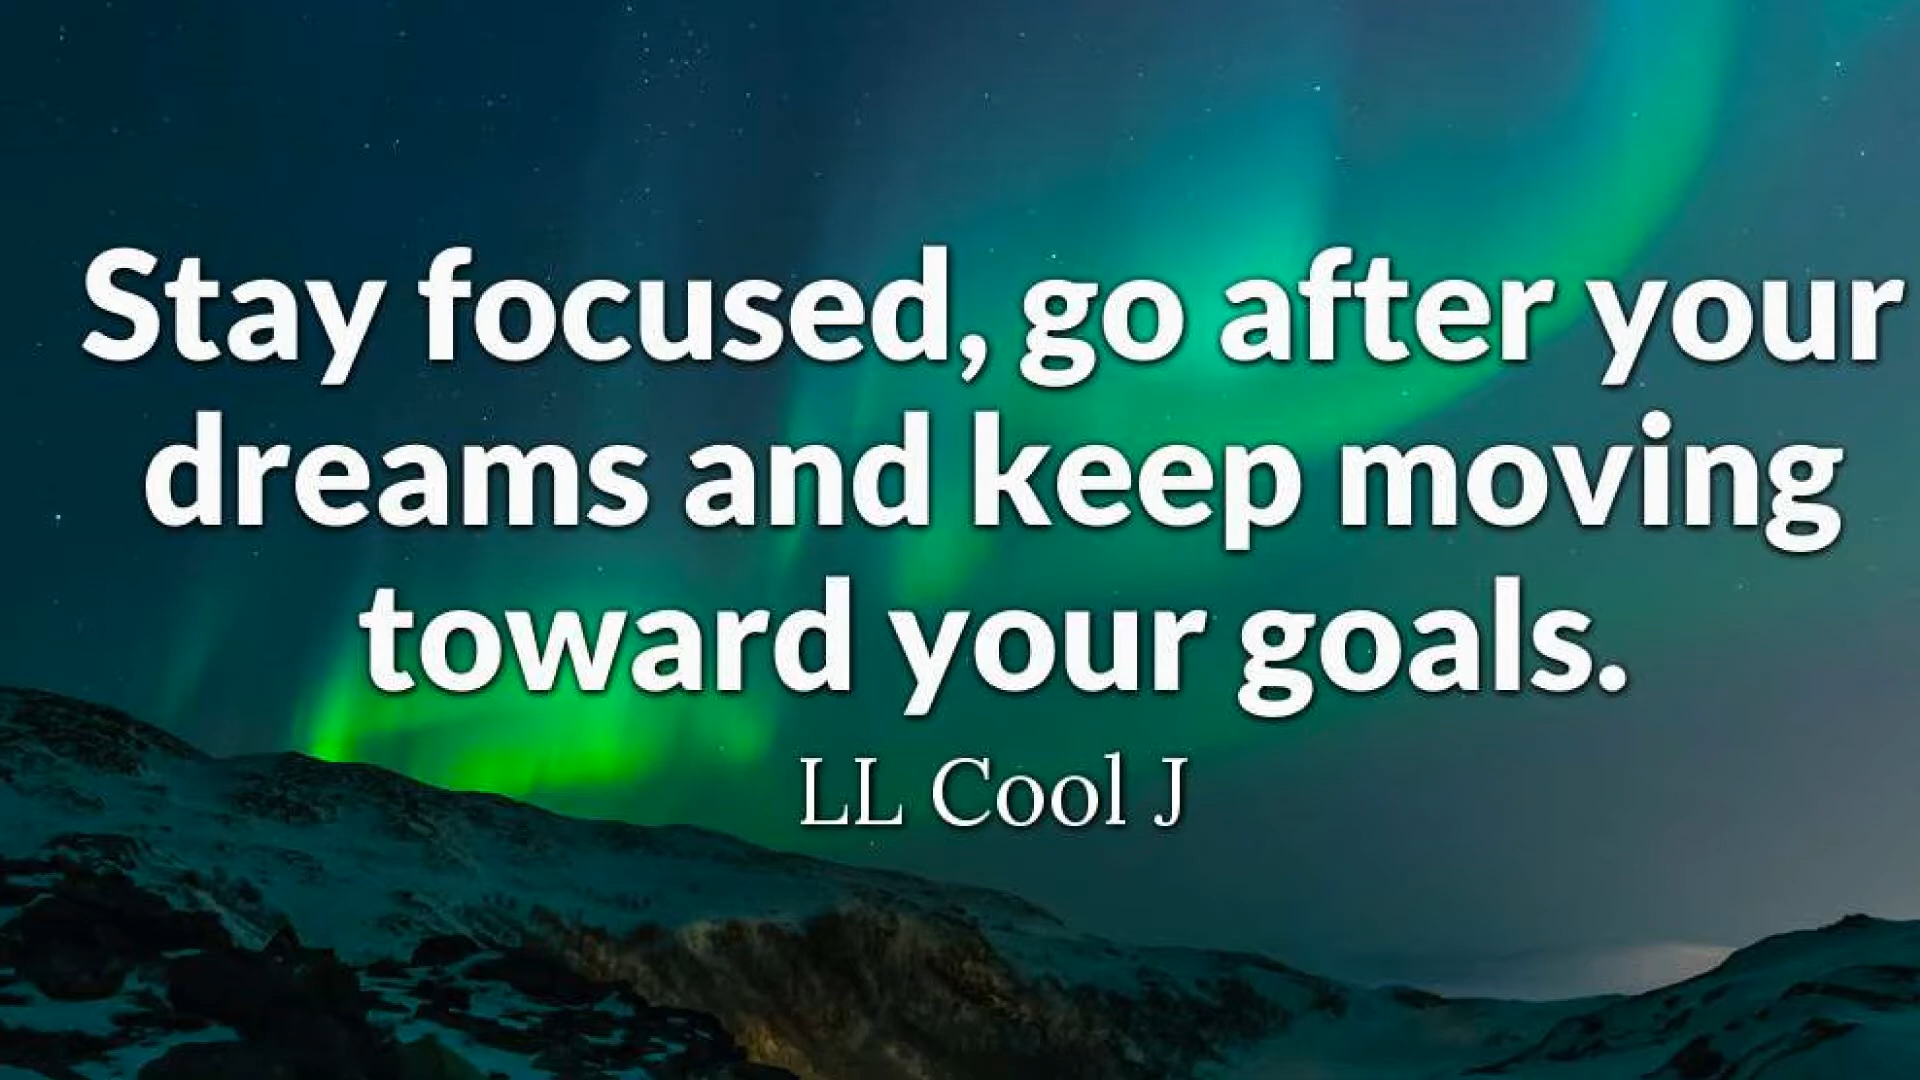 Stay focused, go after your
dreams and keep moving
toward your goals.
LL Cool J